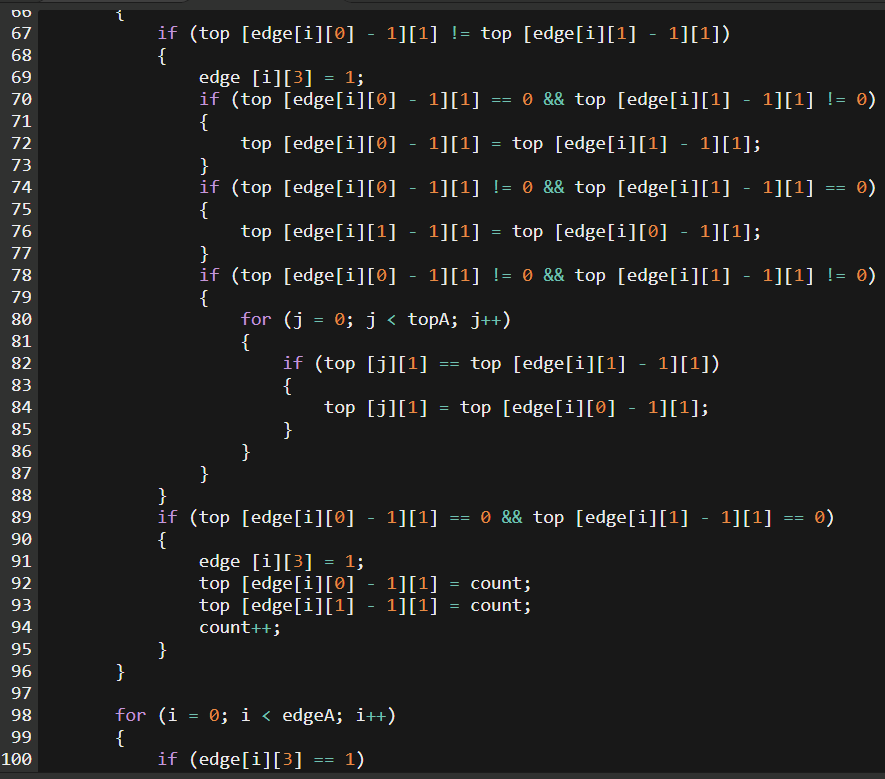 66        {
67            if (top [edge[i][0] - 1][1] != top [edge[i][1] - 1][1])
68            {
69                edge [i][3] = 1;
70                if (top [edge[i][0] - 1][1] == 0 && top [edge[i][1] - 1][1] != 0)
71                {
72                    top [edge[i][0] - 1][1] = top [edge[i][1] - 1][1];
73                }
74                if (top [edge[i][0] - 1][1] != 0 && top [edge[i][1] - 1][1] == 0)
75                {
76                    top [edge[i][1] - 1][1] = top [edge[i][0] - 1][1];
77                }
78                if (top [edge[i][0] - 1][1] != 0 && top [edge[i][1] - 1][1] != 0)
79                {
80                    for (j = 0; j < topA; j++)
81                    {
82                        if (top [j][1] == top [edge[i][1] - 1][1])
83                        {
84                            top [j][1] = top [edge[i][0] - 1][1];
85                        }
86                    }
87                }
88            }
89            if (top [edge[i][0] - 1][1] == 0 && top [edge[i][1] - 1][1] == 0)
90            {
91                edge [i][3] = 1;
92                top [edge[i][0] - 1][1] = count;
93                top [edge[i][1] - 1][1] = count;
94                count++;
95            }
96        }
97
98        for (i = 0; i < edgeA; i++)
99        {
100            if (edge[i][3] == 1)